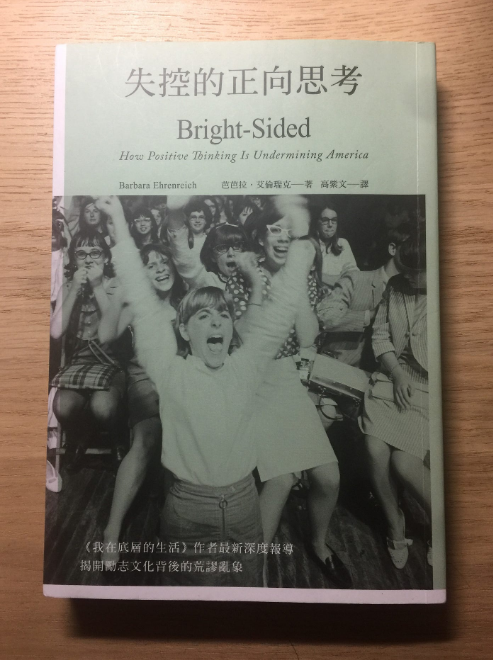 失控的正向思考
Bright-Sided
How Positive Thinking Is Undermining America
Barbara Ehrenreich 芭芭拉・艾倫瑞克──著 高紫文──譯
《我在底層的生活》作者最新深度報導
揭開勵志文化背後的荒謬亂象